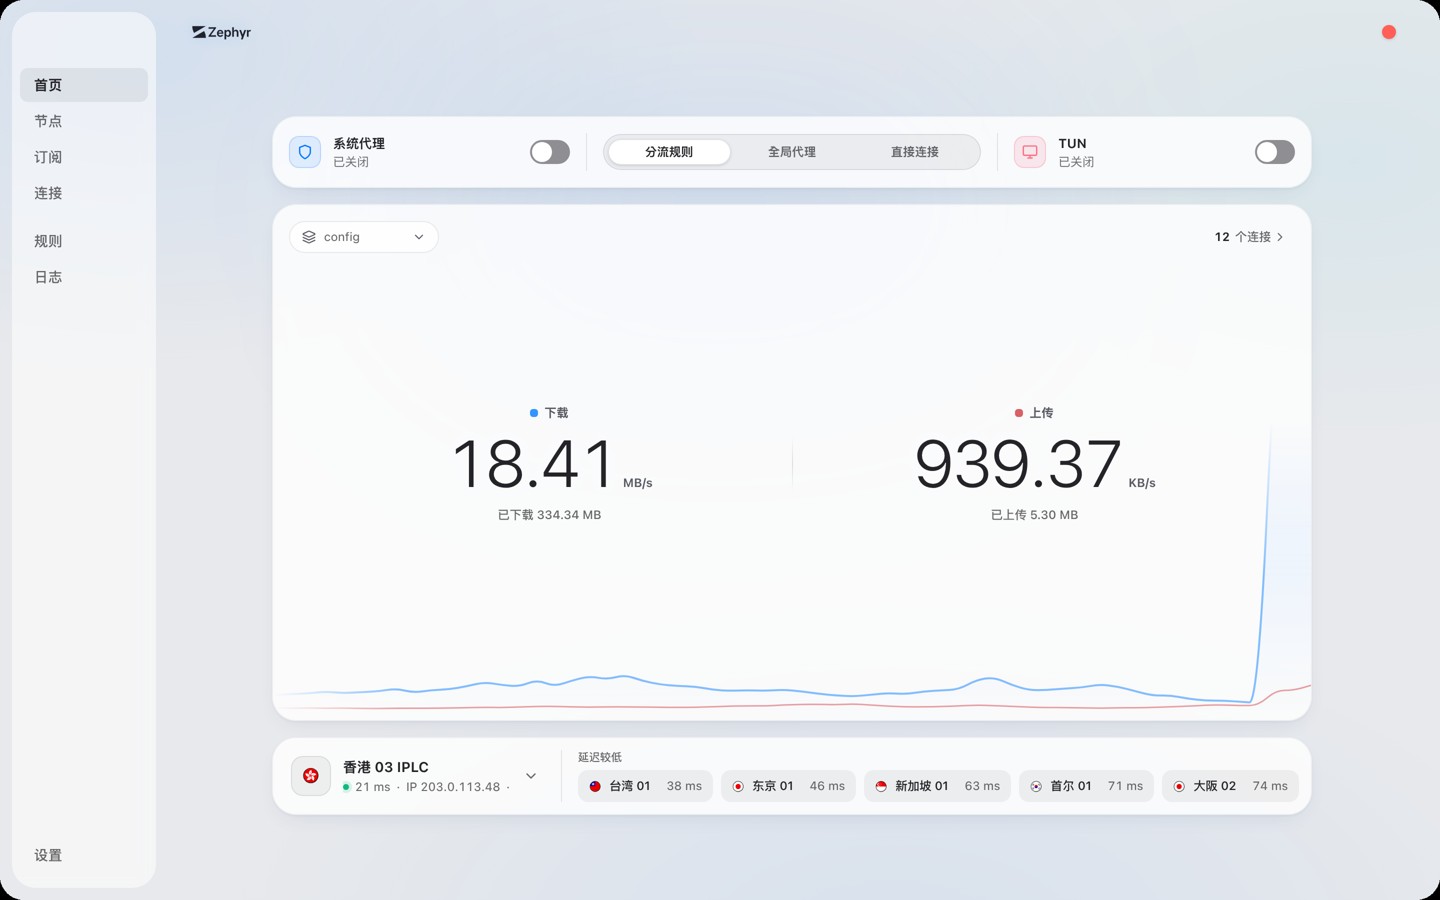 Zephyr
首页
节点
订阅
连接
规则
日志
设置
系统代理
已关闭
分流规则
全局代理
直接连接
TUN
已关闭
config
12 个连接
下载
18.41 MB/s
已下载 334.34 MB
上传
939.37 KB/s
已上传 5.30 MB
香港 03 IPLC
21 ms · IP 203.0.113.48 ·
延迟较低
台湾 01 38 ms
东京 01 46 ms
新加坡 01 63 ms
首尔 01 71 ms
大阪 02 74 ms